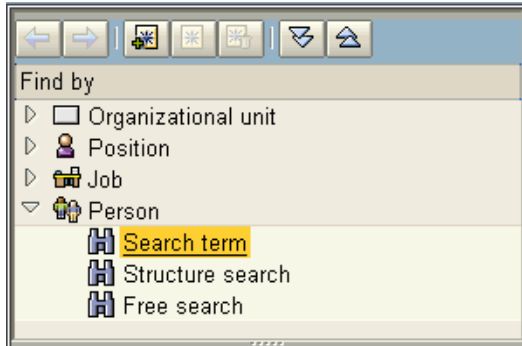 Find by
Organizational unit
Position
Job
Person
Search term
Structure search
Free search